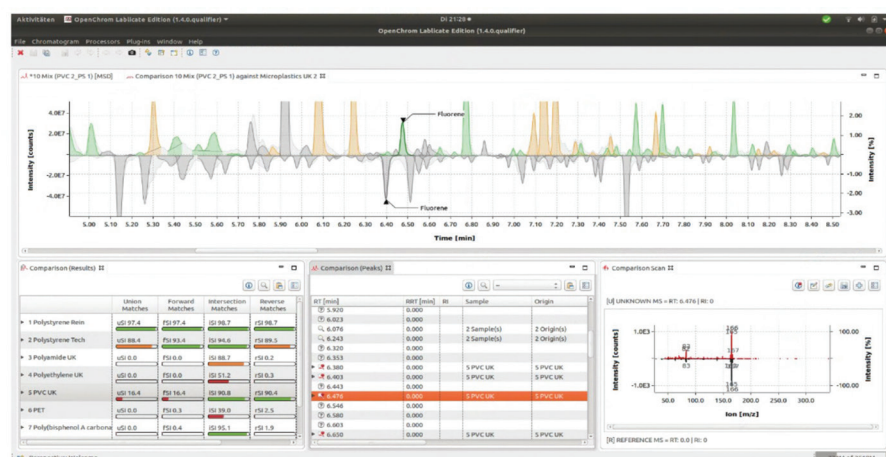 Aktivitäten OpenChrom Lablicate Edition (1.4.0.qualifier) Di 21:28
OpenChrom Lablicate Edition (1.4.0.qualifier)
File Chromatogram Processors Plug-ins Window Help
*10 Mix (PVC 2_PS 1) [MSD] Comparison 10 Mix (PVC 2_PS 1) against Microplastics UK 2
Intensity [counts]
4.0E7
2.0E7
-2.0E7
-4.0E7
Fluorene
Fluorene
2.00
1.00
0.00
-1.00
-2.00
-3.00
Intensity [%]
5.00 5.10 5.20 5.30 5.40 5.50 5.60 5.70 5.80 5.90 6.00 6.10 6.20 6.30 6.40 6.50 6.60 6.70 6.80 6.90 7.00 7.10 7.20 7.30 7.40 7.50 7.60 7.70 7.80 7.90 8.00 8.10 8.20 8.30 8.40 8.50
Time [min]
Comparison (Results)
Union Matches Forward Matches Intersection Matches Reverse Matches
1 Polystyrene Rein uSI 97.4 fSI 97.4 iSI 98.7 rSI 98.7
2 Polystyrene Tech uSI 88.4 fSI 93.4 iSI 94.6 rSI 89.5
3 Polyamide UK uSI 0.0 fSI 0.0 iSI 88.7 rSI 0.2
4 Polyethylene UK uSI 0.0 fSI 0.0 iSI 51.2 rSI 0.3
5 PVC UK uSI 16.4 fSI 16.4 iSI 90.8 rSI 90.4
6 PET uSI 0.0 fSI 0.3 iSI 39.0 rSI 2.5
7 Poly(bisphenol A carbona uSI 0.0 fSI 0.4 iSI 95.1 rSI 1.9
Comparison (Peaks)
RT [min] RRT [min] RI Sample Origin
5.920 0.000
6.023 0.000
6.076 0.000 2 Sample(s) 2 Origin(s)
6.243 0.000 2 Sample(s) 2 Origin(s)
6.320 0.000
6.353 0.000
6.380 0.000 5 PVC UK 5 PVC UK
6.403 0.000 5 PVC UK 5 PVC UK
6.443 0.000
6.476 0.000 5 PVC UK 5 PVC UK
6.546 0.000
6.580 0.000
6.603 0.000
6.650 0.000 5 PVC UK 5 PVC UK
Comparison Scan
[U] UNKNOWN MS = RT: 6.476 | RI: 0
Intensity [counts]
1.0E3
-1.0E3
166
165
83
165
166
100.00
0.00
-100.00
Intensity [%]
50.0 100.0 150.0 200.0 250.0 300.0
Ion [m/z]
[R] REFERENCE MS = RT: 0.0 | RI: 0